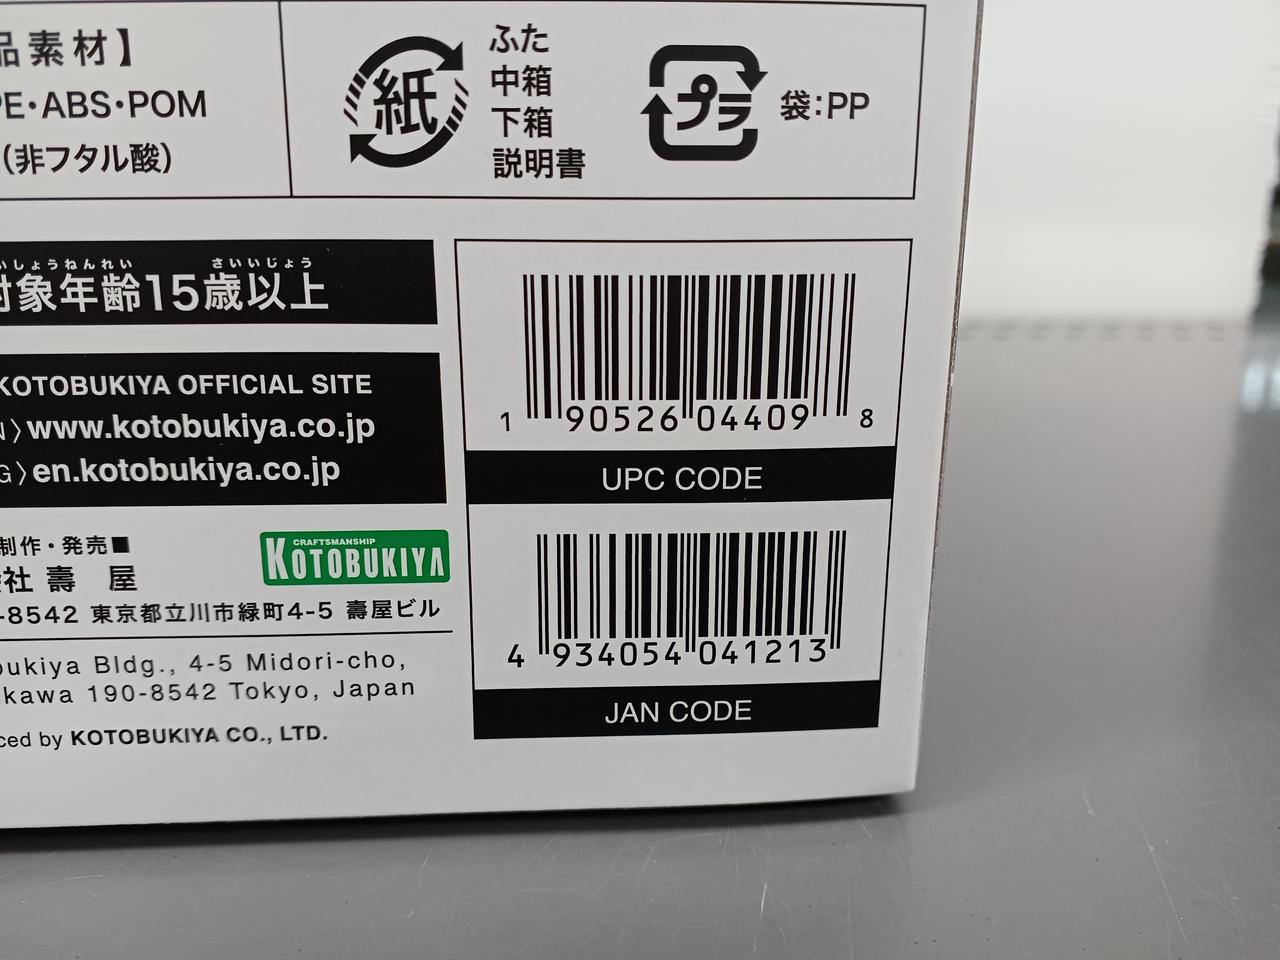 品素材】
PE・ABS・POM
(非フタル酸)
紙
ふた
中箱
下箱
説明書
プラ
袋:PP
いしょうねんれい さいいじょう
対象年齢15歳以上
KOTOBUKIYA OFFICIAL SITE
N〉www.kotobukiya.co.jp
G〉en.kotobukiya.co.jp
制作・発売■
社 壽 屋
CRAFTSMANSHIP
KOTOBUKIYA
-8542 東京都立川市緑町4-5 壽屋ビル
bukiya Bldg., 4-5 Midori-cho,
kawa 190-8542 Tokyo, Japan
ced by KOTOBUKIYA CO., LTD.
1 90526 04409 8
UPC CODE
4 934054 041213
JAN CODE